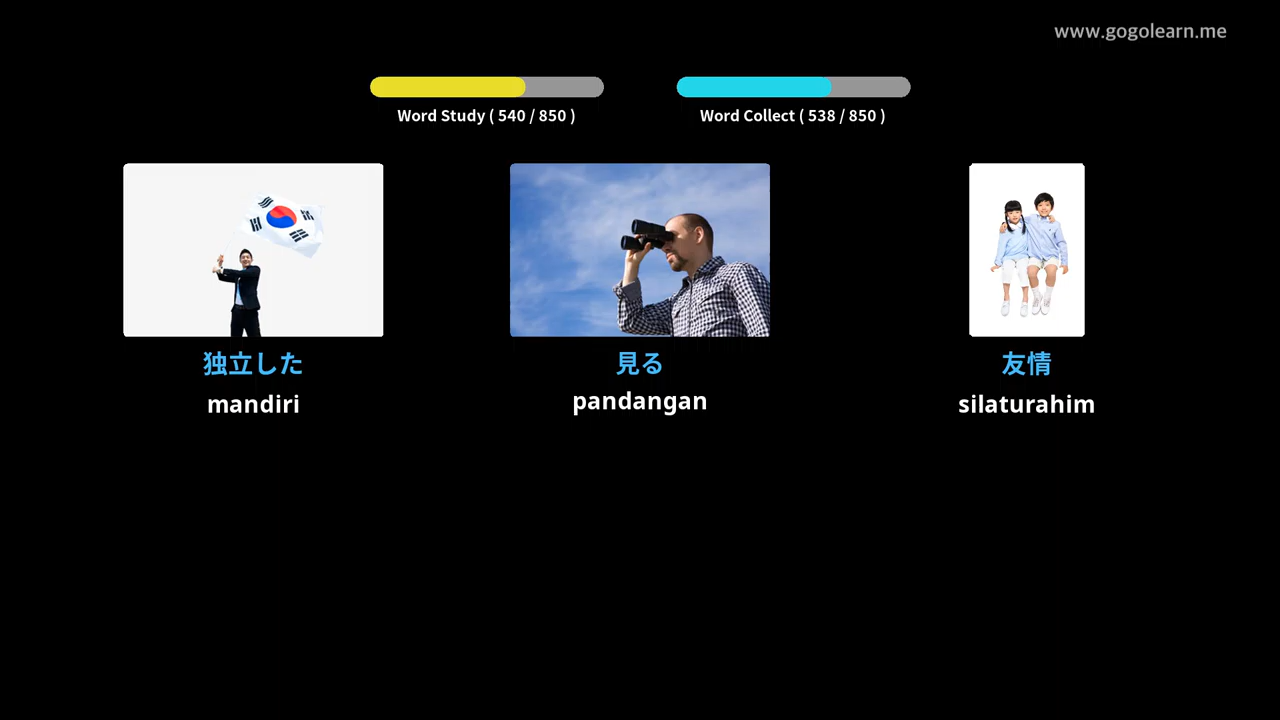 www.gogolearn.me
Word Study ( 540 / 850 )
Word Collect ( 538 / 850 )
独立した
見る
友情
mandiri
pandangan
silaturahim